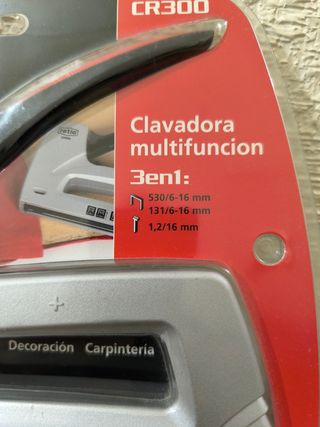 CR300
Clavadora
multifuncion
3en1:
530/6-16 mm
131/6-16 mm
1,2/16 mm
Decoración Carpintería